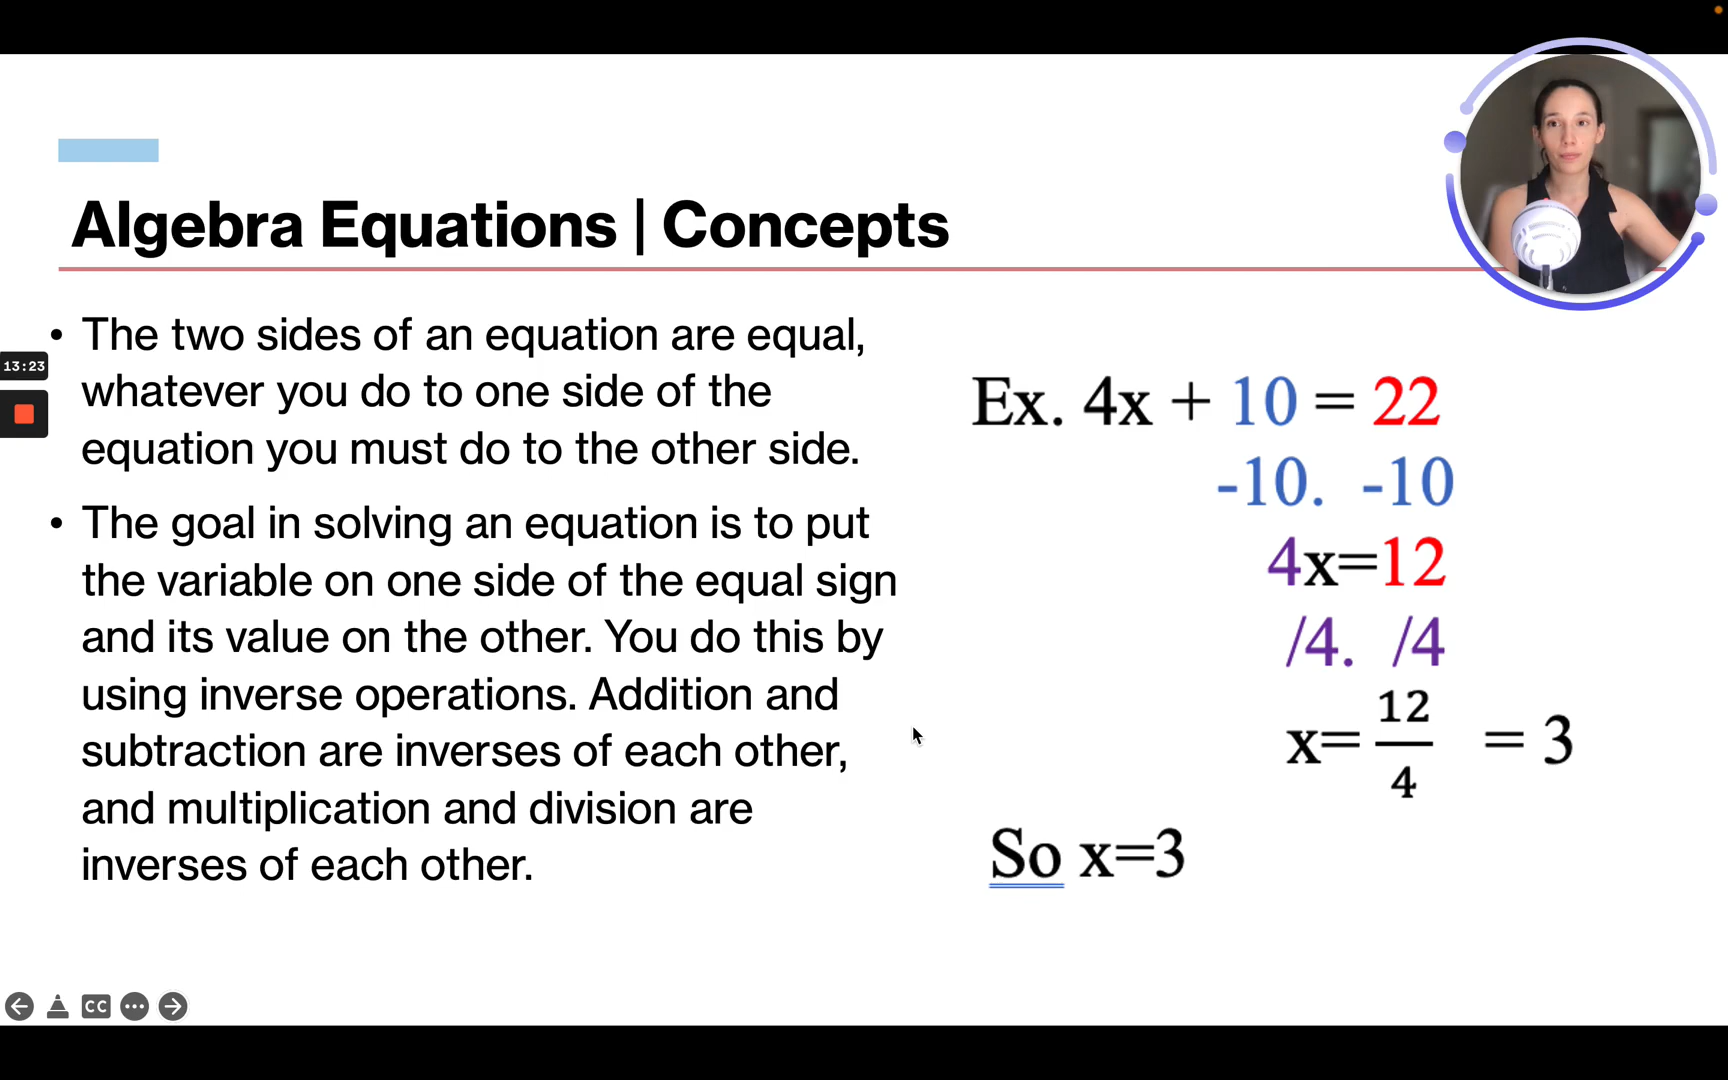 Algebra Equations | Concepts
• The two sides of an equation are equal,
whatever you do to one side of the
equation you must do to the other side.
• The goal in solving an equation is to put
the variable on one side of the equal sign
and its value on the other. You do this by
using inverse operations. Addition and
subtraction are inverses of each other,
and multiplication and division are
inverses of each other.
13:23
Ex. 4x + 10 = 22
-10. -10
4x=12
/4. /4
x= 12/4 = 3
So x=3
CC